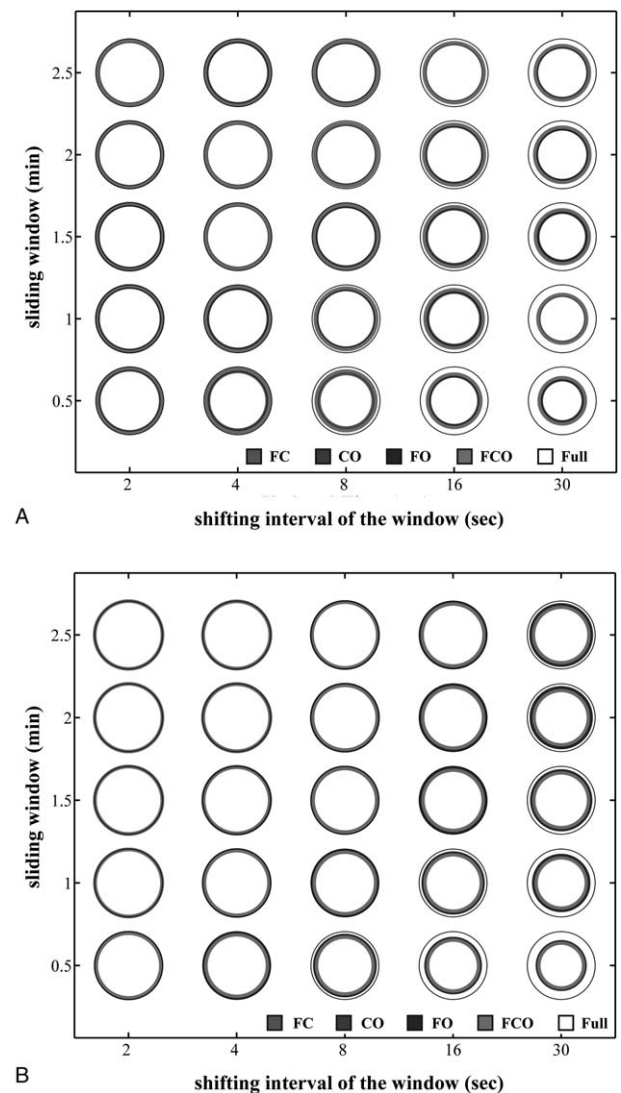 2.5
2
1.5
1
0.5
sliding window (min)
FC CO FO FCO Full
2 4 8 16 30
A
shifting interval of the window (sec)
2.5
2
1.5
1
0.5
sliding window (min)
FC CO FO FCO Full
2 4 8 16 30
B
shifting interval of the window (sec)